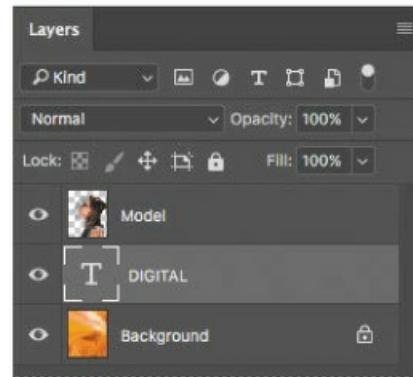 Layers
Kind
T
Normal Opacity: 100%
Lock: Fill: 100%
Model
T DIGITAL
Background